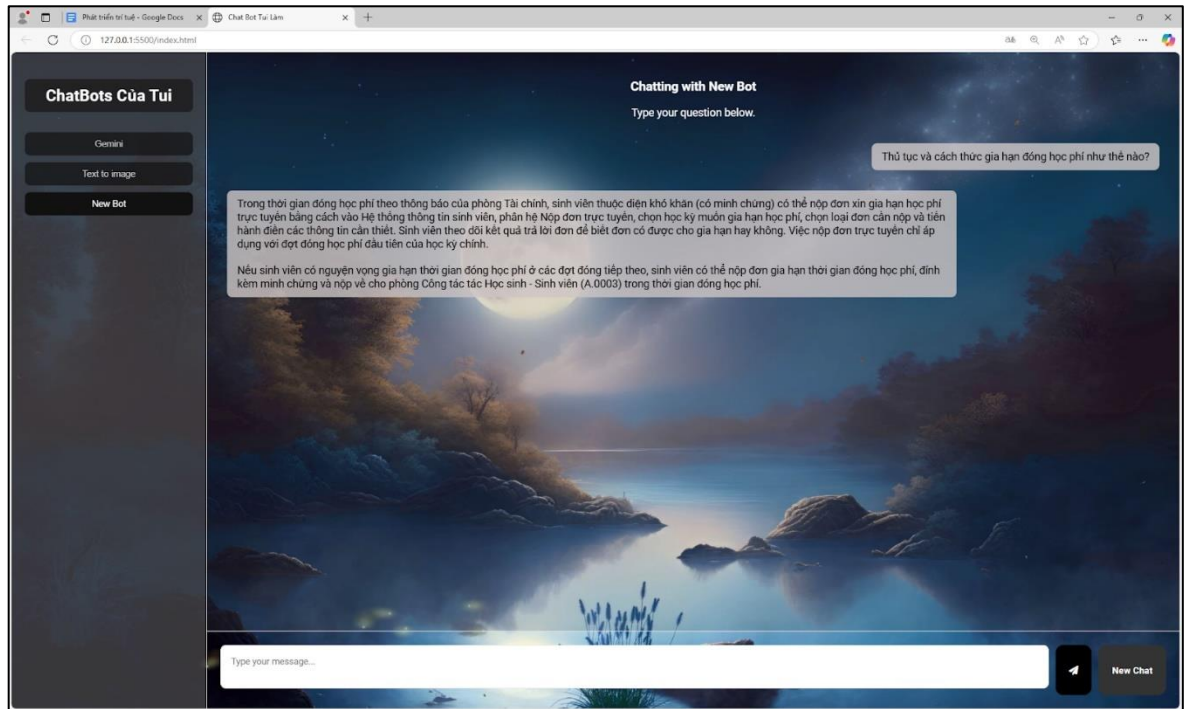 Phát triển trí tuệ - Google Docs
Chat Bot Tui Làm
127.0.0.1:5500/index.html
ChatBots Của Tui
Gemini
Text to image
New Bot
Chatting with New Bot
Type your question below.
Thủ tục và cách thức gia hạn đóng học phí như thế nào?
Trong thời gian đóng học phí theo thông báo của phòng Tài chính, sinh viên thuộc diện khó khăn (có minh chứng) có thể nộp đơn xin gia hạn học phí
trực tuyến bằng cách vào Hệ thống thông tin sinh viên, phân hệ Nộp đơn trực tuyến, chọn học kỳ muốn gia hạn học phí, chọn loại đơn cần nộp và tiến
hành điền các thông tin cần thiết. Sinh viên theo dõi kết quả trả lời đơn để biết đơn có được cho gia hạn hay không. Việc nộp đơn trực tuyến chỉ áp
dụng với đợt đóng học phí đầu tiên của học kỳ chính.
Nếu sinh viên có nguyện vọng gia hạn thời gian đóng học phí ở các đợt đóng tiếp theo, sinh viên có thể nộp đơn gia hạn thời gian đóng học phí, đính
kèm minh chứng và nộp về cho phòng Công tác tác Học sinh - Sinh viên (A.0003) trong thời gian đóng học phí.
Type your message...
New Chat